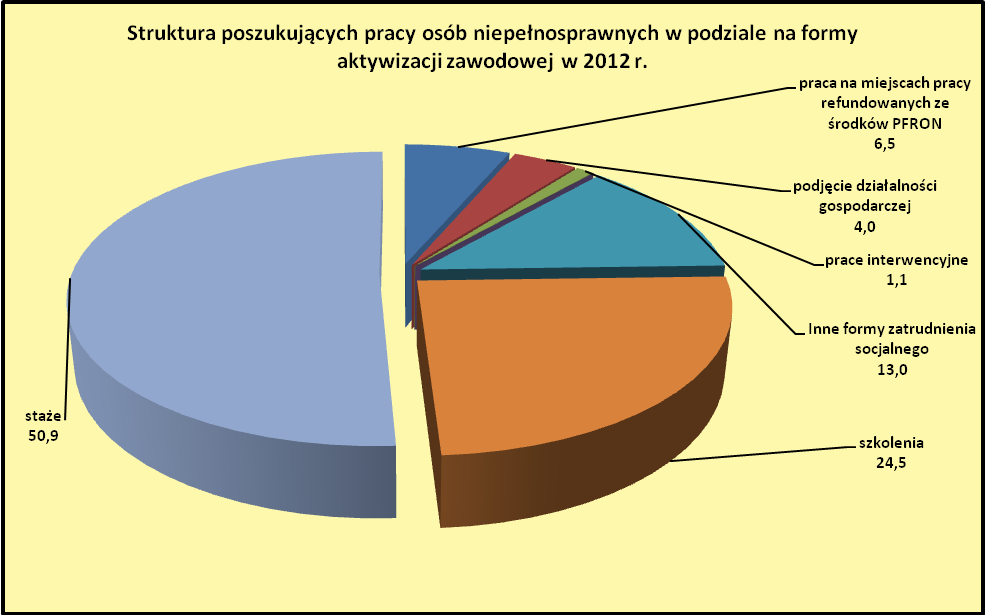 Struktura poszukujących pracy osób niepełnosprawnych w podziale na formy
aktywizacji zawodowej w 2012 r.
praca na miejscach pracy
refundowanych ze
środków PFRON
6,5
podjęcie działalności
gospodarczej
4,0
prace interwencyjne
1,1
Inne formy zatrudnienia
socjalnego
13,0
szkolenia
24,5
staże
50,9